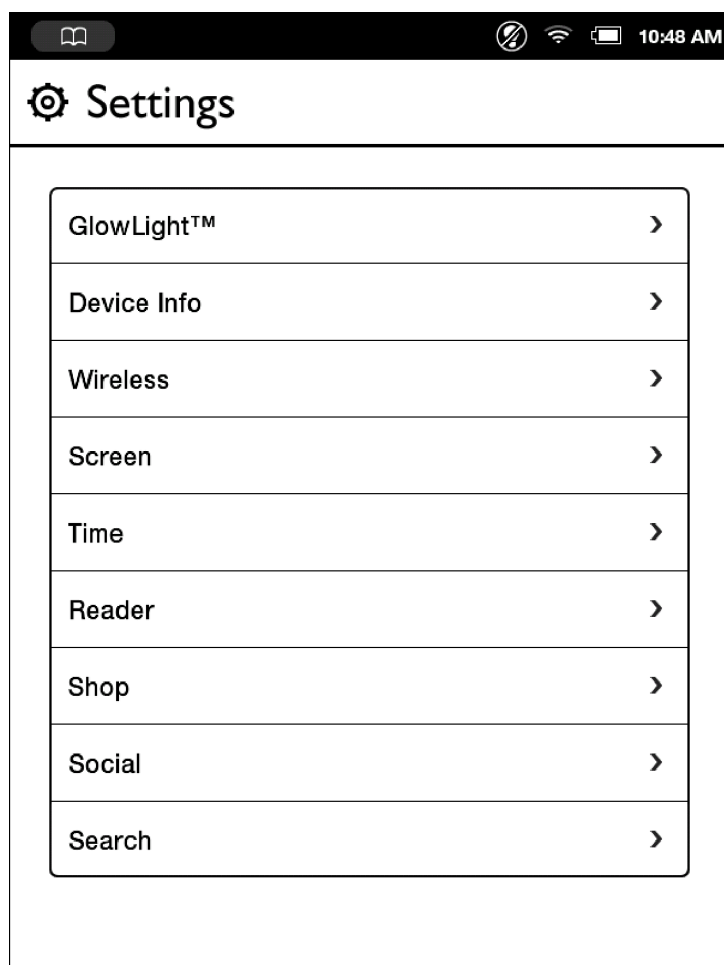 10:48 AM
Settings
GlowLight™
Device Info
Wireless
Screen
Time
Reader
Shop
Social
Search